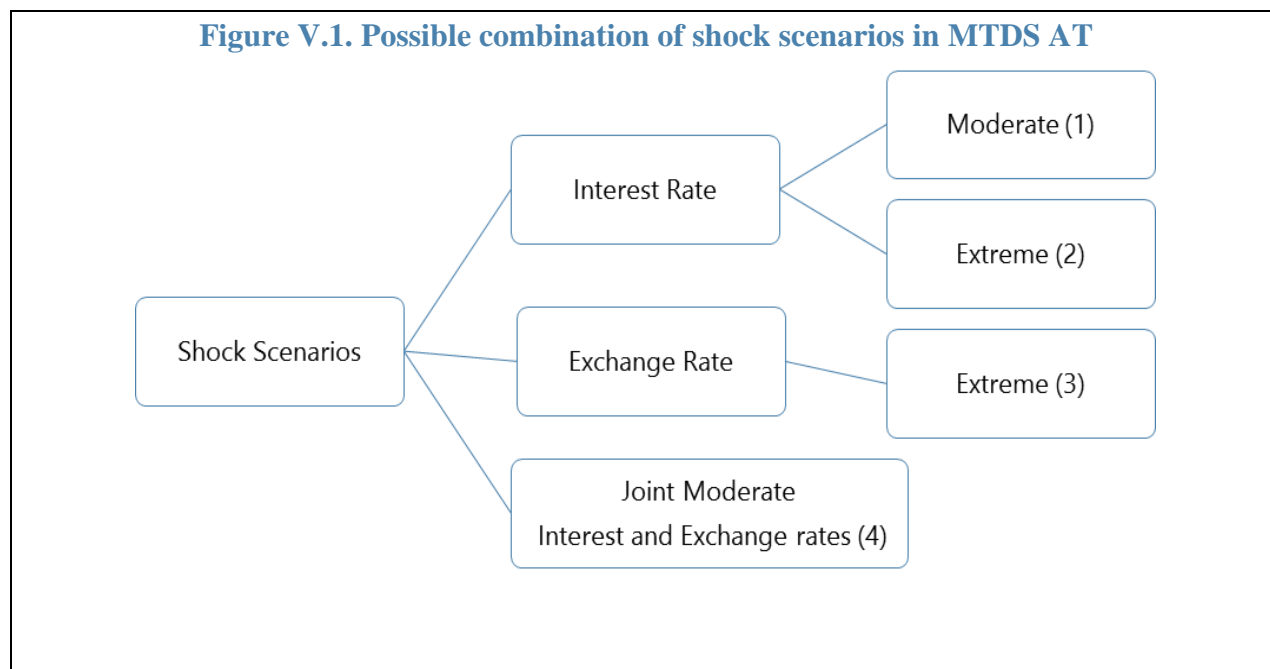 Figure V.1. Possible combination of shock scenarios in MTDS AT
Shock Scenarios
Interest Rate
Moderate (1)
Extreme (2)
Exchange Rate
Extreme (3)
Joint Moderate
Interest and Exchange rates (4)